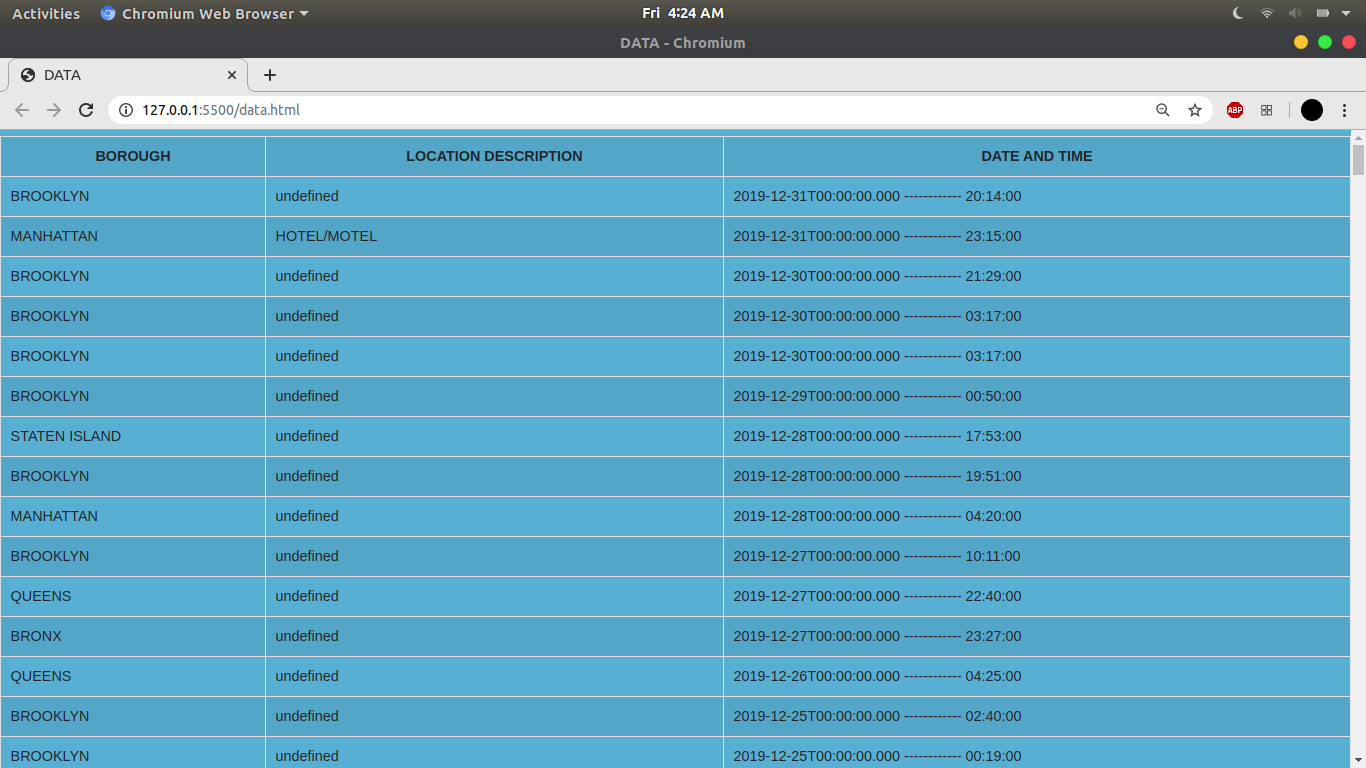 Activities Chromium Web Browser Fri 4:24 AM
DATA - Chromium
DATA
127.0.0.1:5500/data.html ABP
BOROUGH LOCATION DESCRIPTION DATE AND TIME
BROOKLYN undefined 2019-12-31T00:00:00.000 ------------ 20:14:00
MANHATTAN HOTEL/MOTEL 2019-12-31T00:00:00.000 ------------ 23:15:00
BROOKLYN undefined 2019-12-30T00:00:00.000 ------------ 21:29:00
BROOKLYN undefined 2019-12-30T00:00:00.000 ------------ 03:17:00
BROOKLYN undefined 2019-12-30T00:00:00.000 ------------ 03:17:00
BROOKLYN undefined 2019-12-29T00:00:00.000 ------------ 00:50:00
STATEN ISLAND undefined 2019-12-28T00:00:00.000 ------------ 17:53:00
BROOKLYN undefined 2019-12-28T00:00:00.000 ------------ 19:51:00
MANHATTAN undefined 2019-12-28T00:00:00.000 ------------ 04:20:00
BROOKLYN undefined 2019-12-27T00:00:00.000 ------------ 10:11:00
QUEENS undefined 2019-12-27T00:00:00.000 ------------ 22:40:00
BRONX undefined 2019-12-27T00:00:00.000 ------------ 23:27:00
QUEENS undefined 2019-12-26T00:00:00.000 ------------ 04:25:00
BROOKLYN undefined 2019-12-25T00:00:00.000 ------------ 02:40:00
BROOKLYN undefined 2019-12-25T00:00:00.000 ------------ 00:19:00